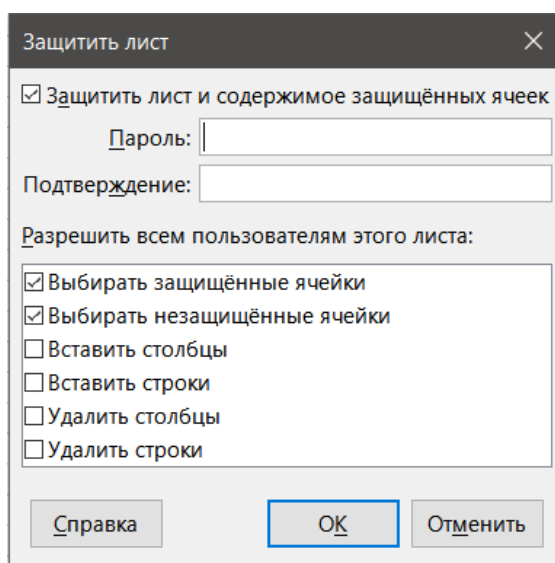 Защитить лист
Защитить лист и содержимое защищённых ячеек
Пароль:
Подтверждение:
Разрешить всем пользователям этого листа:
Выбирать защищённые ячейки
Выбирать незащищённые ячейки
Вставить столбцы
Вставить строки
Удалить столбцы
Удалить строки
Справка ОК Отменить